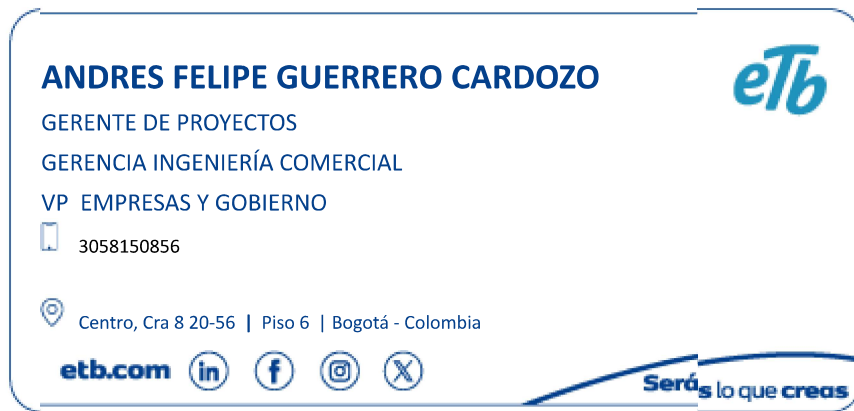 ANDRES FELIPE GUERRERO CARDOZO
eTb
GERENTE DE PROYECTOS
GERENCIA INGENIERÍA COMERCIAL
VP EMPRESAS Y GOBIERNO
3058150856
Centro, Cra 8 20-56 | Piso 6 | Bogotá - Colombia
etb.com in f X
Serás lo que creas